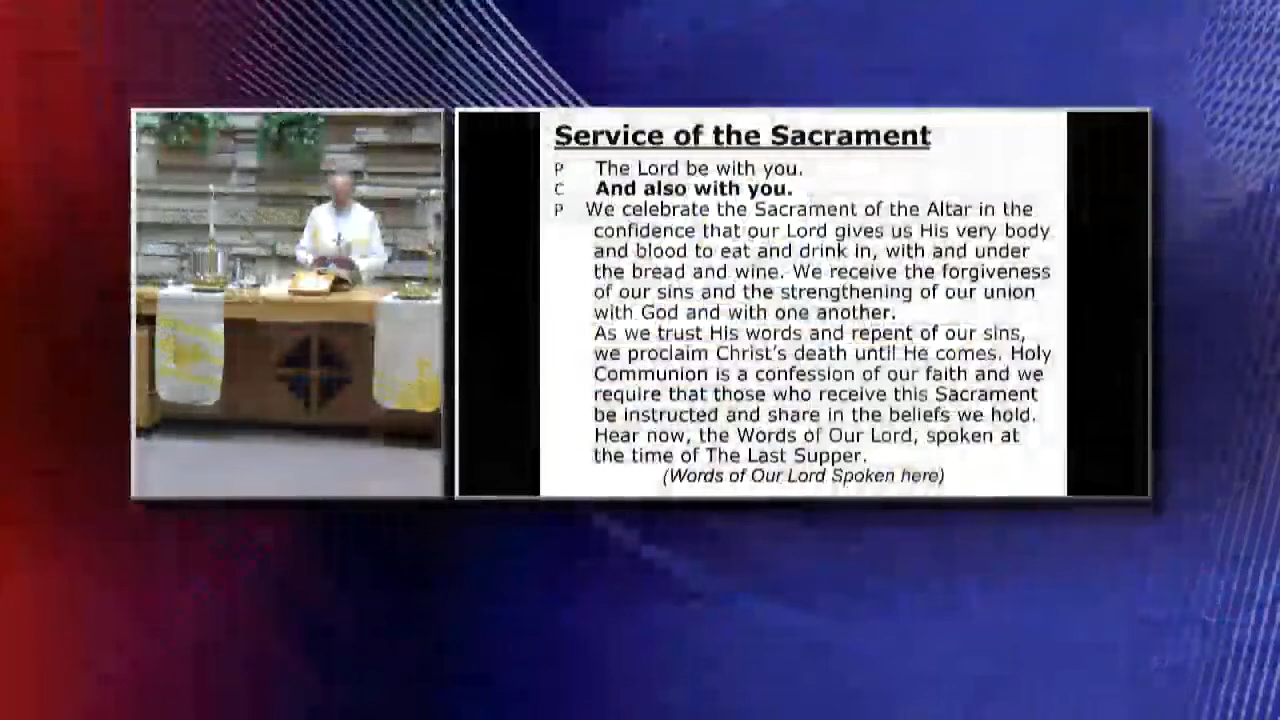 Service of the Sacrament
P The Lord be with you.
C And also with you.
P We celebrate the Sacrament of the Altar in the
confidence that our Lord gives us His very body
and blood to eat and drink in, with and under
the bread and wine. We receive the forgiveness
of our sins and the strengthening of our union
with God and with one another.
As we trust His words and repent of our sins,
we proclaim Christ's death until He comes. Holy
Communion is a confession of our faith and we
require that those who receive this Sacrament
be instructed and share in the beliefs we hold.
Hear now, the Words of Our Lord, spoken at
the time of The Last Supper.
(Words of Our Lord Spoken here)